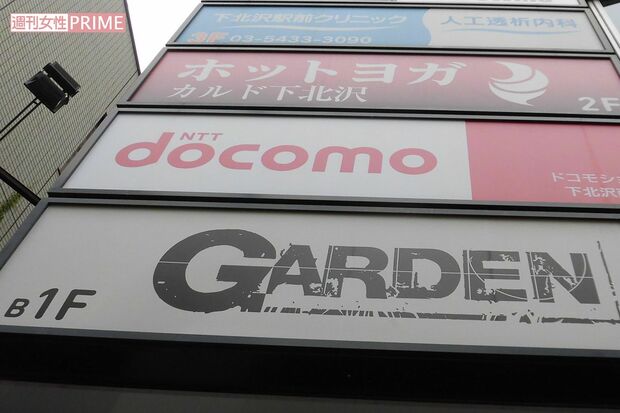 週刊女性PRIME
下北沢駅前クリニック
人工透析内科
3F 03-5433-3090
ホットヨガ
カルド下北沢
2F
NTT
docomo
ドコモショ
下北沢
GARDEN
B1F